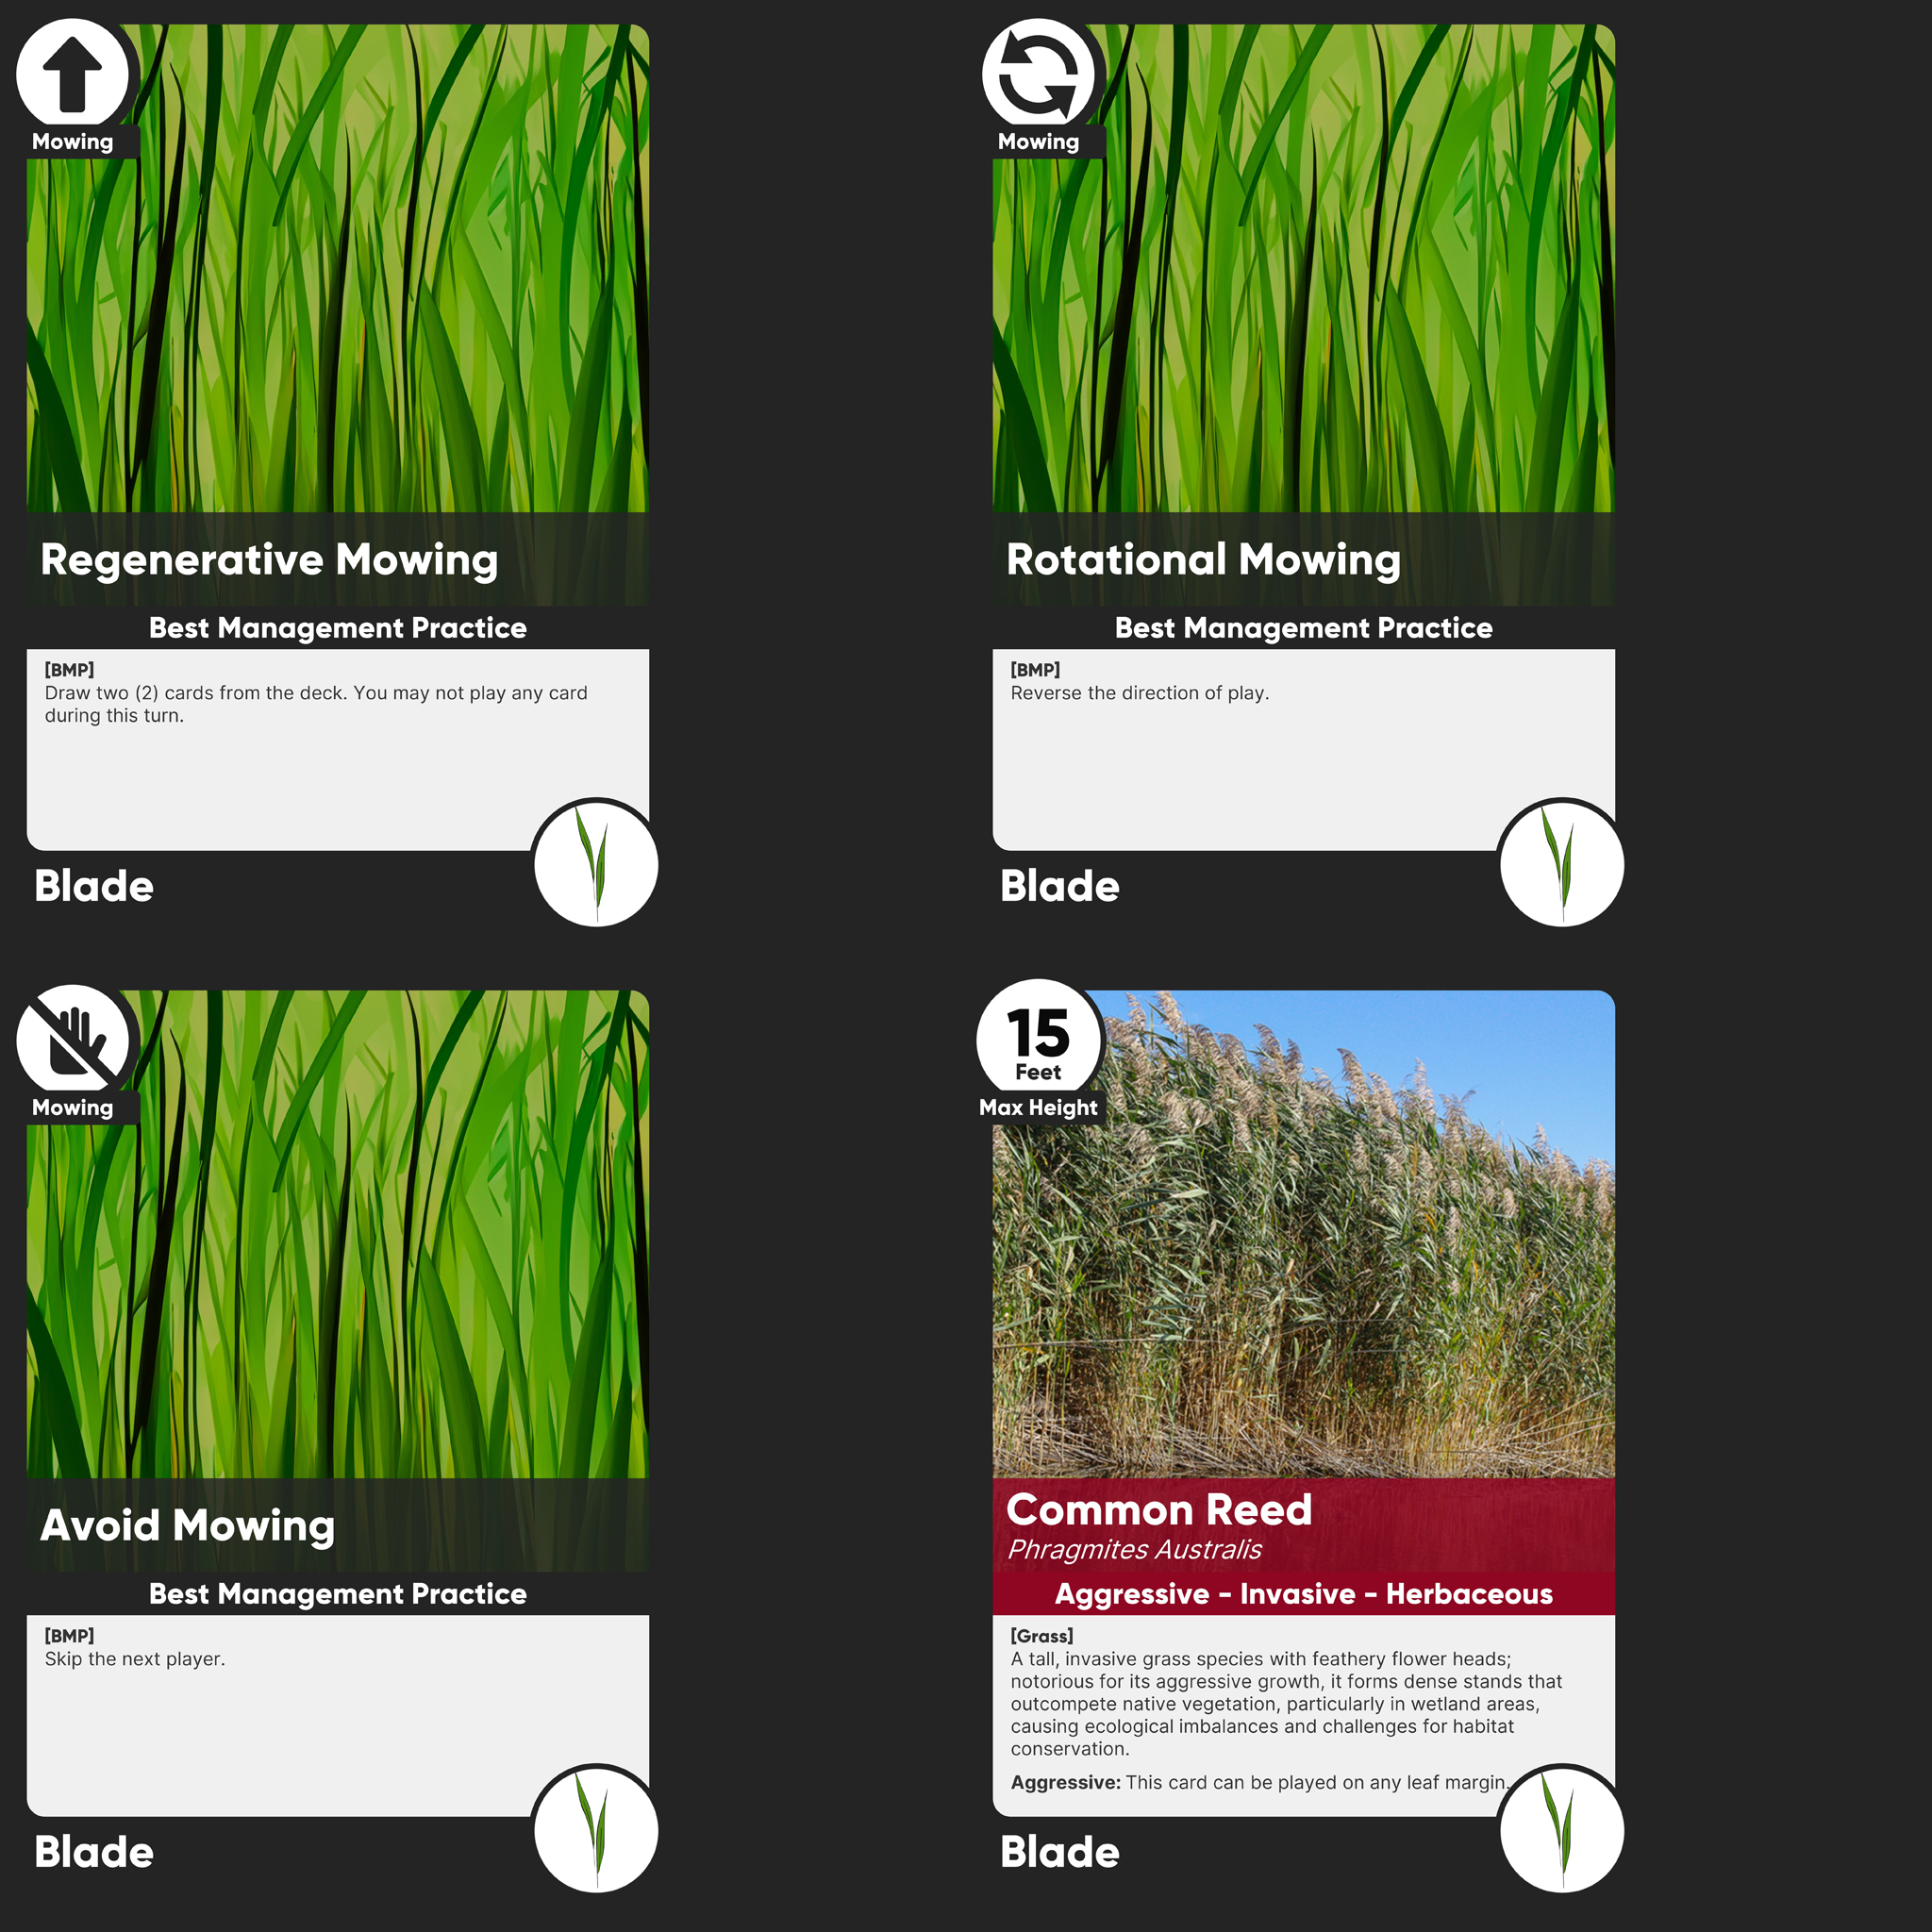 Mowing
Regenerative Mowing
Best Management Practice
[BMP]
Draw two (2) cards from the deck. You may not play any card
during this turn.
Blade
Mowing
Rotational Mowing
Best Management Practice
[BMP]
Reverse the direction of play.
Blade
Mowing
Avoid Mowing
Best Management Practice
[BMP]
Skip the next player.
Blade
15
Feet
Max Height
Common Reed
Phragmites Australis
Aggressive - Invasive - Herbaceous
[Grass]
A tall, invasive grass species with feathery flower heads;
notorious for its aggressive growth, it forms dense stands that
outcompete native vegetation, particularly in wetland areas,
causing ecological imbalances and challenges for habitat
conservation.
Aggressive: This card can be played on any leaf margin.
Blade